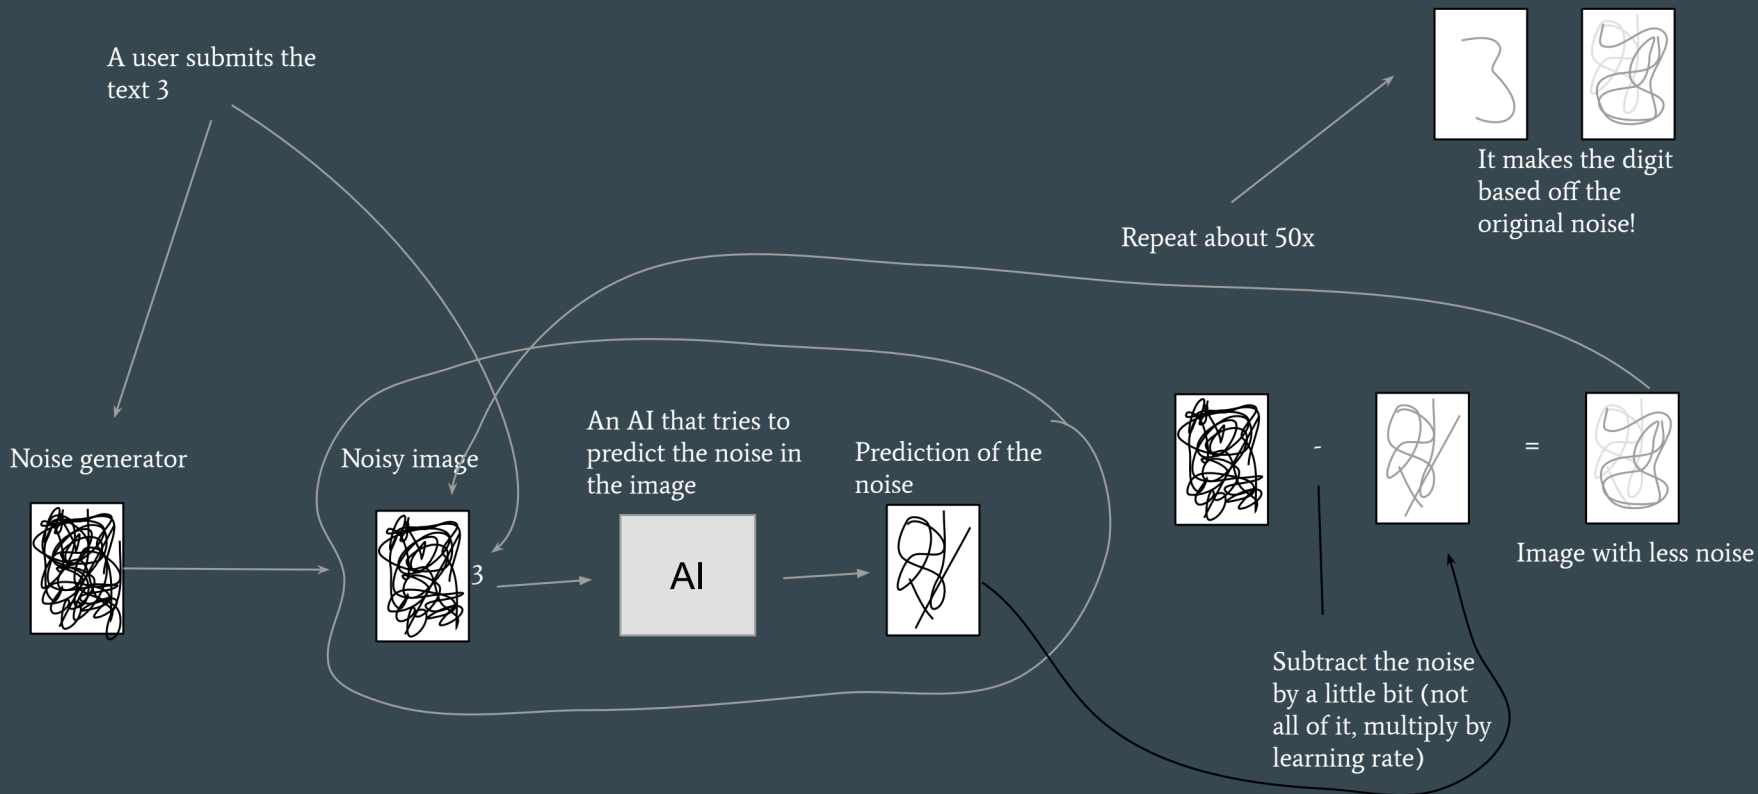 A user submits the
text 3
It makes the digit
based off the
original noise!
Repeat about 50x
Noise generator
Noisy image
3
An AI that tries to
predict the noise in
the image
AI
Prediction of the
noise
-
=
Image with less noise
Subtract the noise
by a little bit (not
all of it, multiply by
learning rate)
3